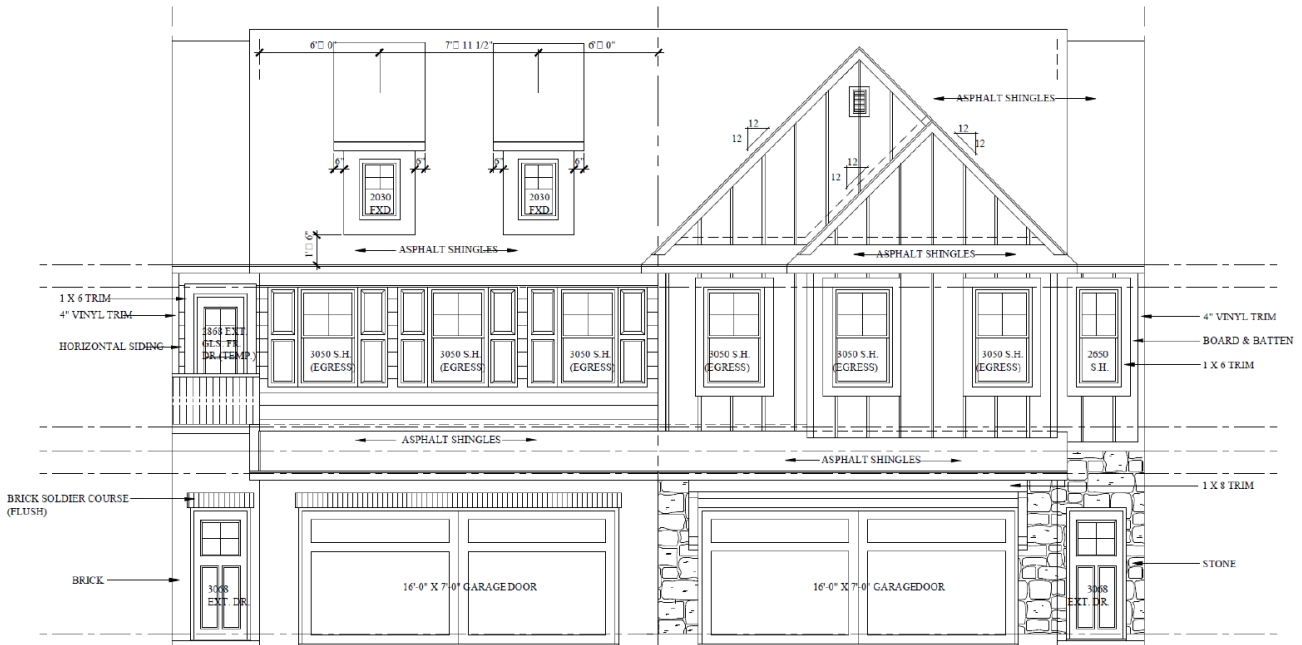 6'□ 0"
7'□ 11 1/2"
6'□ 0"
ASPHALT SHINGLES
12
12
12
12
12
12
6"
6"
6"
6"
2030
FXD.
2030
FXD.
1'□ 6"
ASPHALT SHINGLES
ASPHALT SHINGLES
1 X 6 TRIM
4" VINYL TRIM
HORIZONTAL SIDING
2868 EXT.
GLS. FR.
DR.(TEMP.)
3050 S.H.
(EGRESS)
3050 S.H.
(EGRESS)
3050 S.H.
(EGRESS)
3050 S.H.
(EGRESS)
3050 S.H.
(EGRESS)
3050 S.H.
(EGRESS)
2650
S.H.
4" VINYL TRIM
BOARD & BATTEN
1 X 6 TRIM
ASPHALT SHINGLES
ASPHALT SHINGLES
BRICK SOLDIER COURSE
(FLUSH)
1 X 8 TRIM
BRICK
STONE
3068
EXT. DR.
16'-0" X 7'-0" GARAGE DOOR
16'-0" X 7'-0" GARAGE DOOR
3068
EXT. DR.